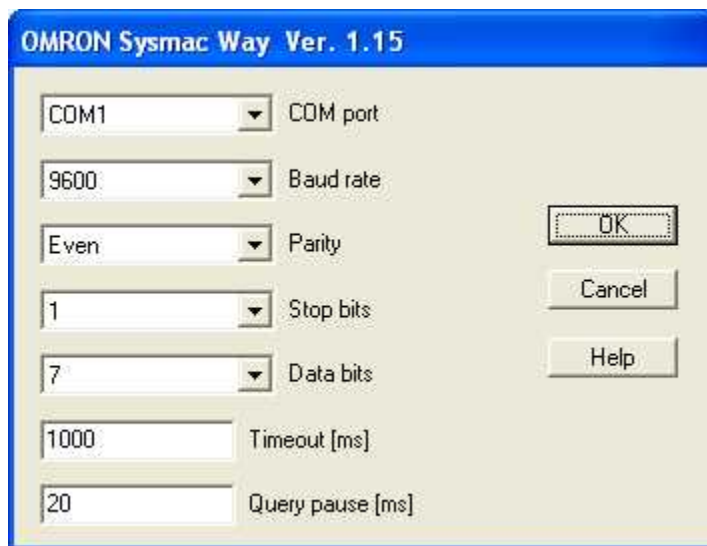 OMRON Sysmac Way Ver. 1.15
COM1 COM port
9600 Baud rate
Even Parity
1 Stop bits
7 Data bits
1000 Timeout [ms]
20 Query pause [ms]
OK
Cancel
Help